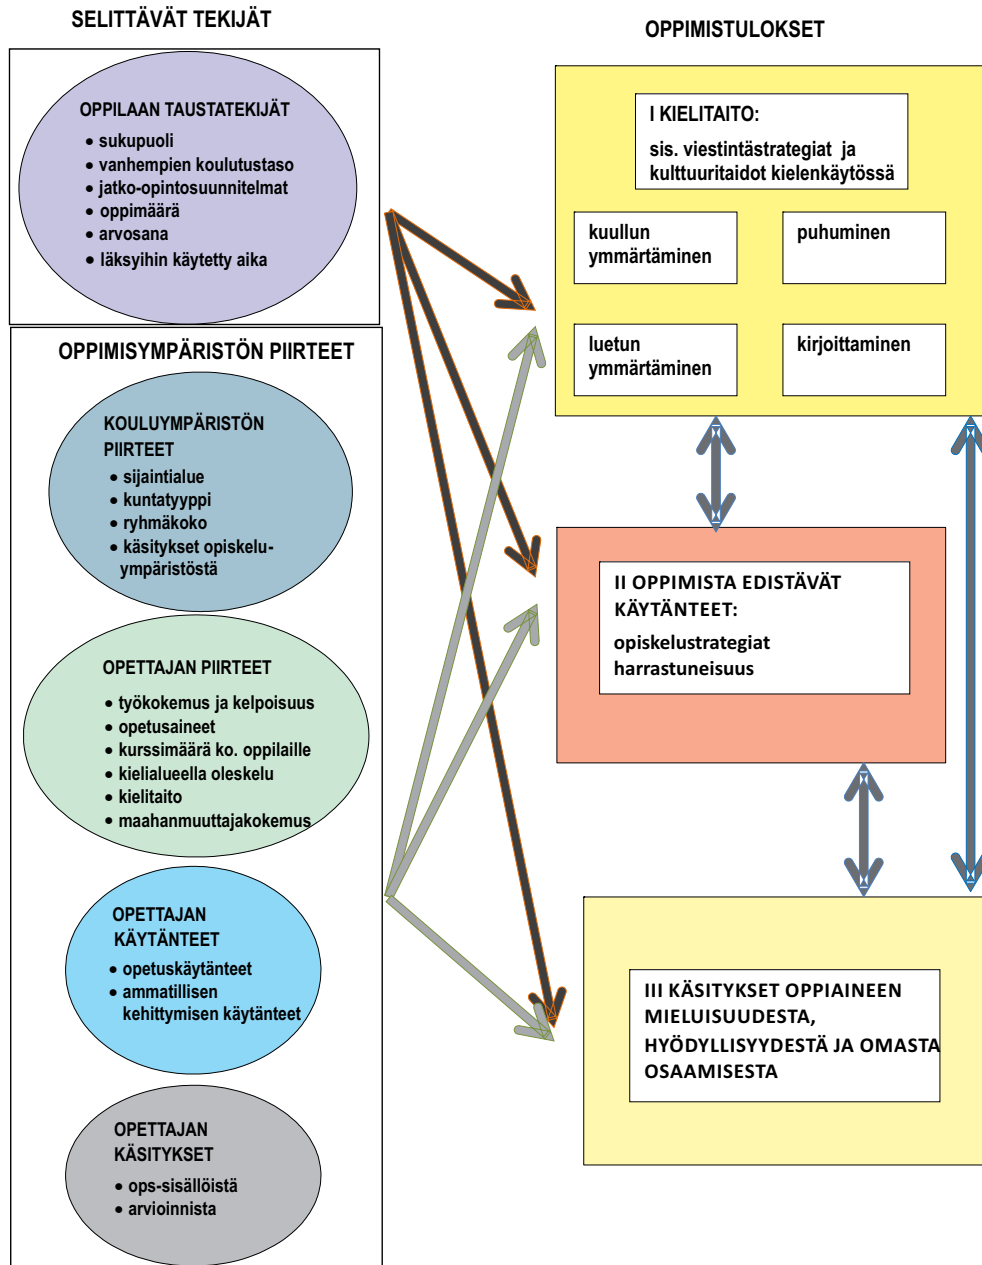 SELITTÄVÄT TEKIJÄT
OPPILAAN TAUSTATEKIJÄT
• sukupuoli
• vanhempien koulutustaso
• jatko-opintosuunnitelmat
• oppimäärä
• arvosana
• läksyihin käytetty aika
OPPIMISYMPÄRISTÖN PIIRTEET
KOULUYMPÄRISTÖN
PIIRTEET
• sijaintialue
• kuntatyyppi
• ryhmäkoko
• käsitykset opiskelu-
ympäristöstä
OPETTAJAN PIIRTEET
• työkokemus ja kelpoisuus
• opetusaineet
• kurssimäärä ko. oppilaille
• kielialueella oleskelu
• kielitaito
• maahanmuuttajakokemus
OPETTAJAN
KÄYTÄNTEET
• opetuskäytänteet
• ammatillisen
kehittymisen käytänteet
OPETTAJAN
KÄSITYKSET
• ops-sisällöistä
• arvioinnista
OPPIMISTULOKSET
I KIELITAITO:
sis. viestintästrategiat ja
kulttuuritaidot kielenkäytössä
kuullun
ymmärtäminen
puhuminen
luetun
ymmärtäminen
kirjoittaminen
II OPPIMISTA EDISTÄVÄT
KÄYTÄNTEET:
opiskelustrategiat
harrastuneisuus
III KÄSITYKSET OPPIAINEEN
MIELUISUUDESTA,
HYÖDYLLISYYDESTÄ JA OMASTA
OSAAMISESTA